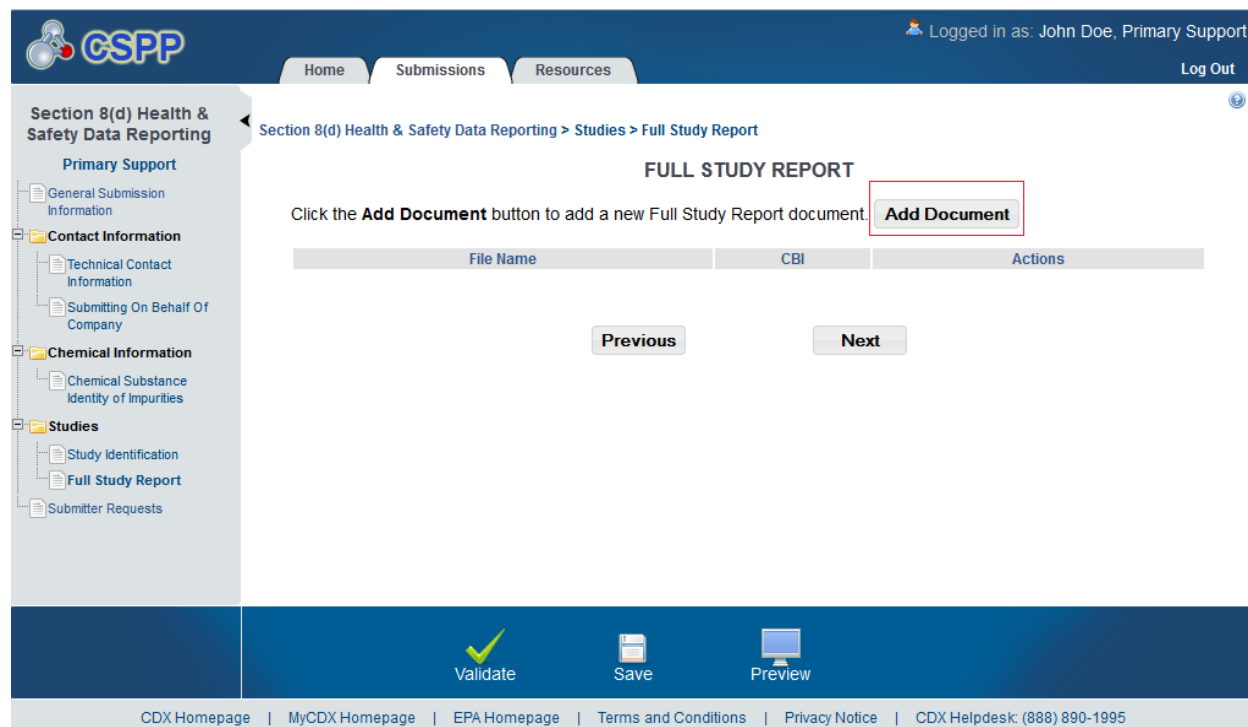 CSPP
Logged in as: John Doe, Primary Support
Home Submissions Resources
Log Out
Section 8(d) Health &
Safety Data Reporting
Primary Support
General Submission
Information
Contact Information
Technical Contact
Information
Submitting On Behalf Of
Company
Chemical Information
Chemical Substance
Identity of Impurities
Studies
Study Identification
Full Study Report
Submitter Requests
Section 8(d) Health & Safety Data Reporting > Studies > Full Study Report
FULL STUDY REPORT
Click the Add Document button to add a new Full Study Report document. Add Document
File Name CBI Actions
Previous Next
Validate Save Preview
CDX Homepage | MyCDX Homepage | EPA Homepage | Terms and Conditions | Privacy Notice | CDX Helpdesk: (888) 890-1995